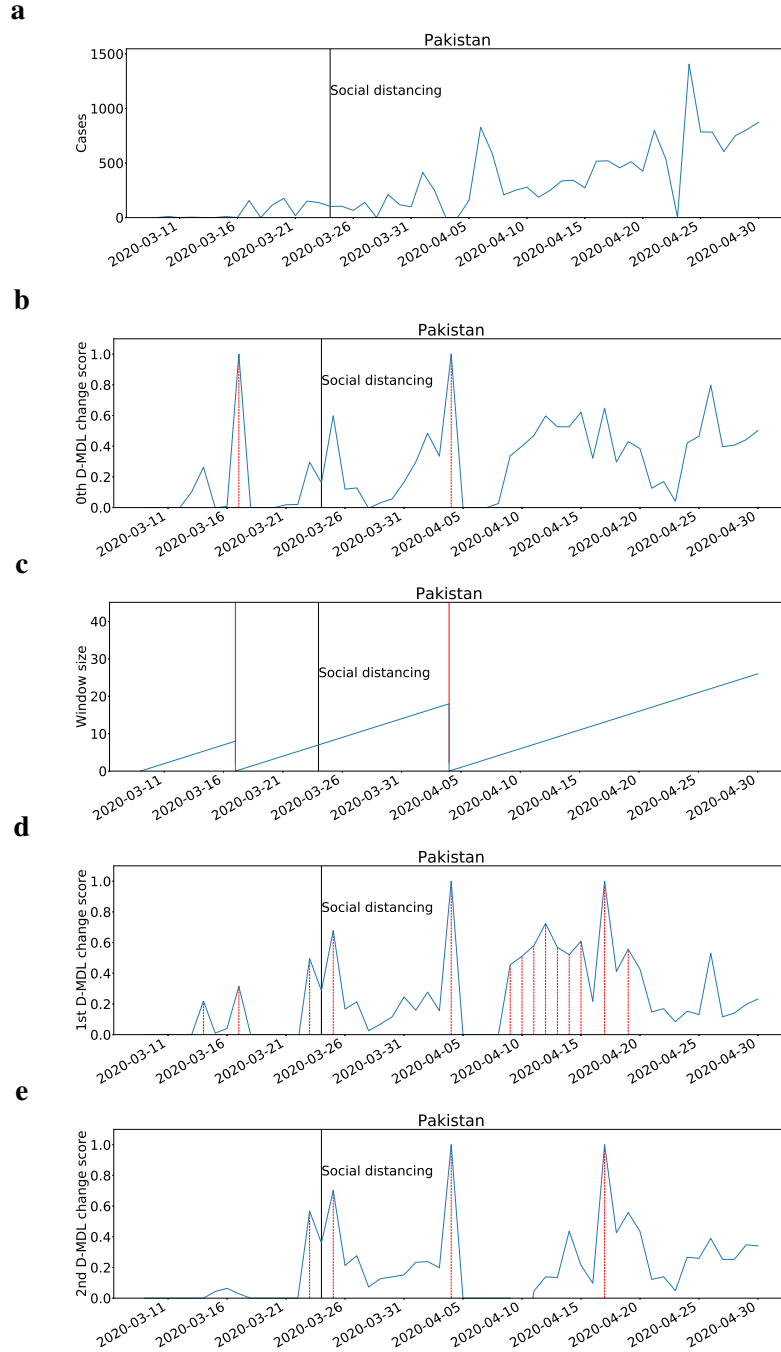 a
Pakistan
1500
1000
500
0
Cases
Social distancing
2020-03-11 2020-03-16 2020-03-21 2020-03-26 2020-03-31 2020-04-05 2020-04-10 2020-04-15 2020-04-20 2020-04-25 2020-04-30
b
Pakistan
1.0
0.8
0.6
0.4
0.2
0.0
0th D-MDL change score
Social distancing
2020-03-11 2020-03-16 2020-03-21 2020-03-26 2020-03-31 2020-04-05 2020-04-10 2020-04-15 2020-04-20 2020-04-25 2020-04-30
c
Pakistan
40
30
20
10
0
Window size
Social distancing
2020-03-11 2020-03-16 2020-03-21 2020-03-26 2020-03-31 2020-04-05 2020-04-10 2020-04-15 2020-04-20 2020-04-25 2020-04-30
d
Pakistan
1.0
0.8
0.6
0.4
0.2
0.0
1st D-MDL change score
Social distancing
2020-03-11 2020-03-16 2020-03-21 2020-03-26 2020-03-31 2020-04-05 2020-04-10 2020-04-15 2020-04-20 2020-04-25 2020-04-30
e
Pakistan
1.0
0.8
0.6
0.4
0.2
0.0
2nd D-MDL change score
Social distancing
2020-03-11 2020-03-16 2020-03-21 2020-03-26 2020-03-31 2020-04-05 2020-04-10 2020-04-15 2020-04-20 2020-04-25 2020-04-30